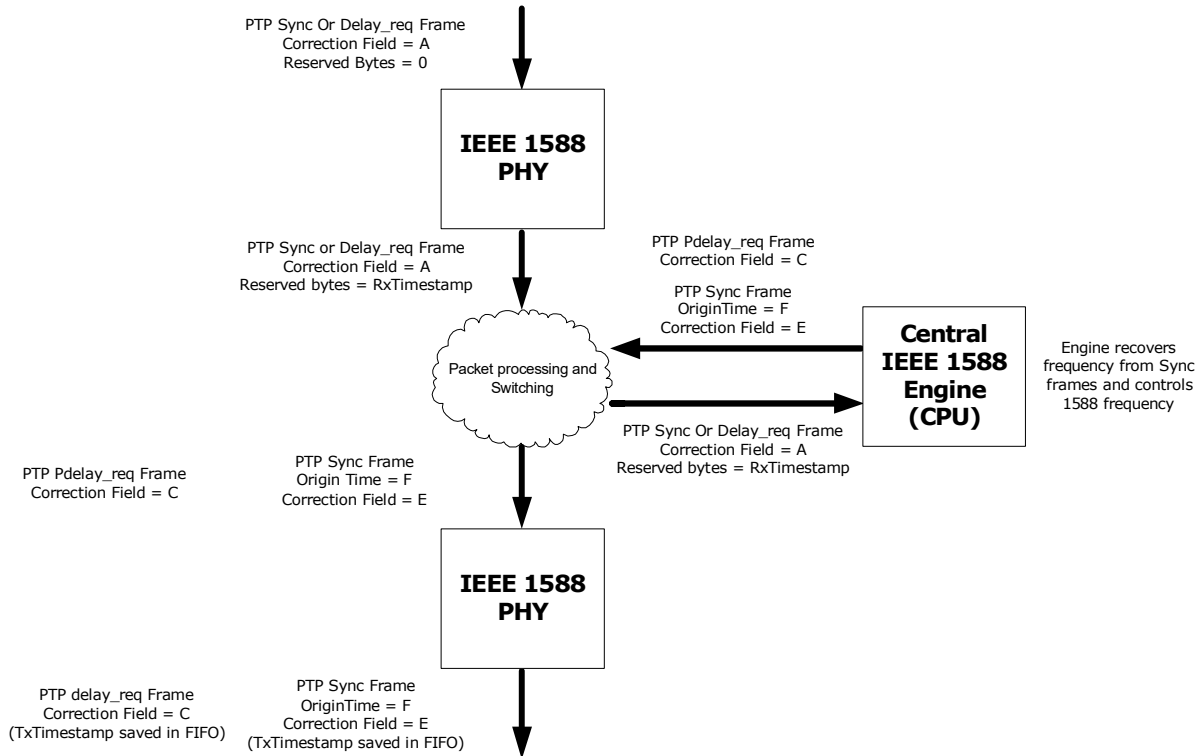 PTP Sync Or Delay_req Frame
Correction Field = A
Reserved Bytes = 0
IEEE 1588
PHY
PTP Sync or Delay_req Frame
Correction Field = A
Reserved bytes = RxTimestamp
PTP Pdelay_req Frame
Correction Field = C
PTP Sync Frame
OriginTime = F
Correction Field = E
Packet processing and
Switching
Central
IEEE 1588
Engine
(CPU)
Engine recovers
frequency from Sync
frames and controls
1588 frequency
PTP Sync Or Delay_req Frame
Correction Field = A
Reserved bytes = RxTimestamp
PTP Pdelay_req Frame
Correction Field = C
PTP Sync Frame
Origin Time = F
Correction Field = E
IEEE 1588
PHY
PTP delay_req Frame
Correction Field = C
(TxTimestamp saved in FIFO)
PTP Sync Frame
OriginTime = F
Correction Field = E
(TxTimestamp saved in FIFO)